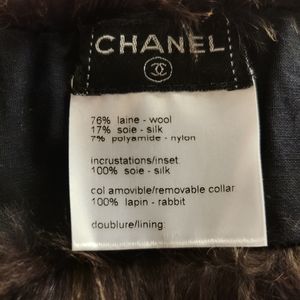 CHANEL
76% laine - wool
17% soie - silk
7% polyamide - nylon
incrustations/inset
100% soie - silk
col amovible/removable collar
100% lapin - rabbit
doublure/lining: